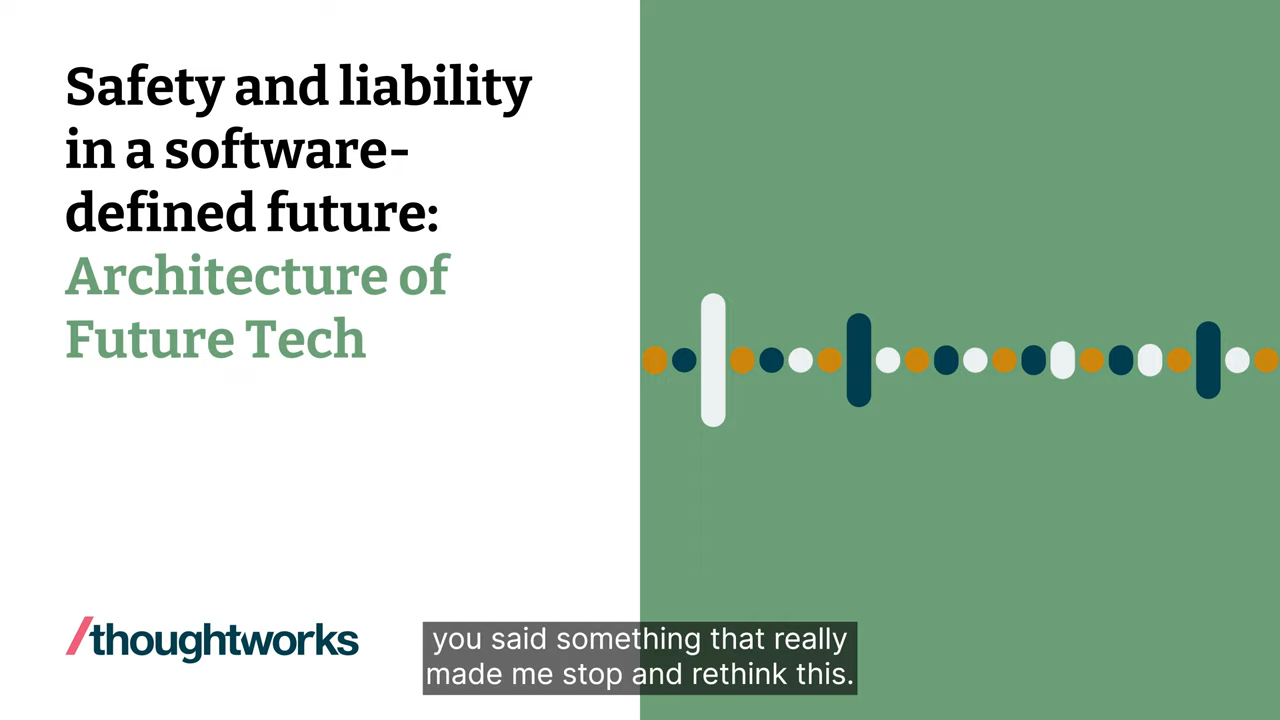 Safety and liability
in a software-
defined future:
Architecture of
Future Tech
/thoughtworks
you said something that really
made me stop and rethink this.